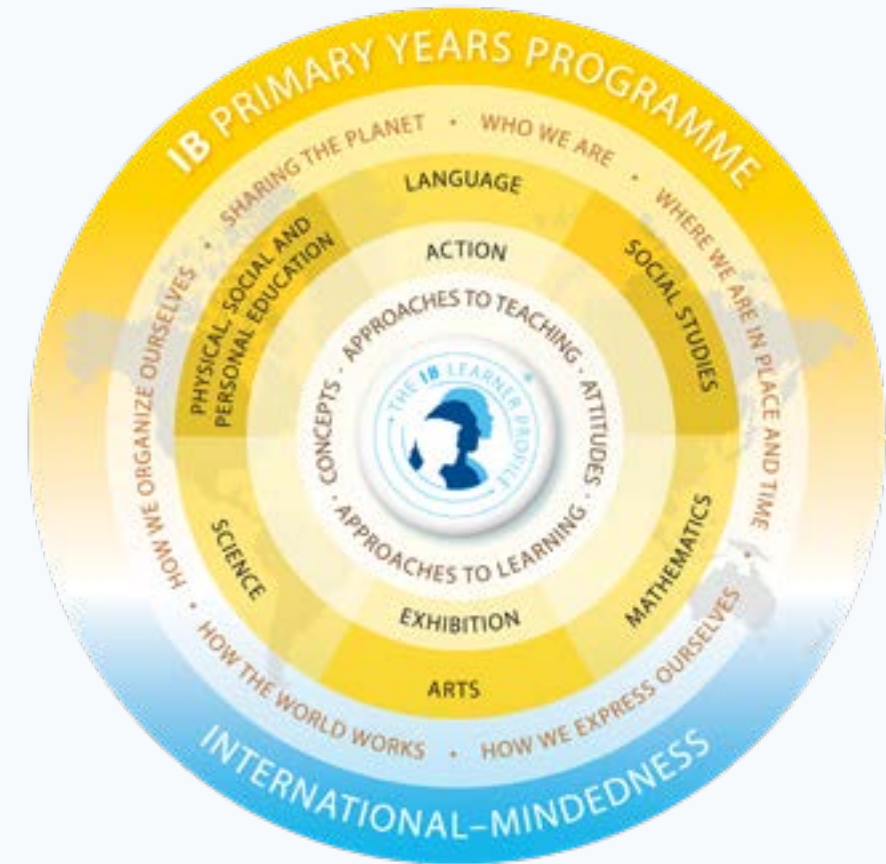 IB PRIMARY YEARS PROGRAMME
SHARING THE PLANET • WHO WE ARE • WHERE WE ARE IN PLACE AND TIME • HOW WE EXPRESS OURSELVES • HOW THE WORLD WORKS • HOW WE ORGANIZE OURSELVES •
LANGUAGE
SOCIAL STUDIES
MATHEMATICS
ARTS
SCIENCE
PHYSICAL, SOCIAL AND
PERSONAL EDUCATION
ACTION
EXHIBITION
APPROACHES TO TEACHING · ATTITUDES · APPROACHES TO LEARNING · CONCEPTS ·
THE IB LEARNER PROFILE
INTERNATIONAL–MINDEDNESS